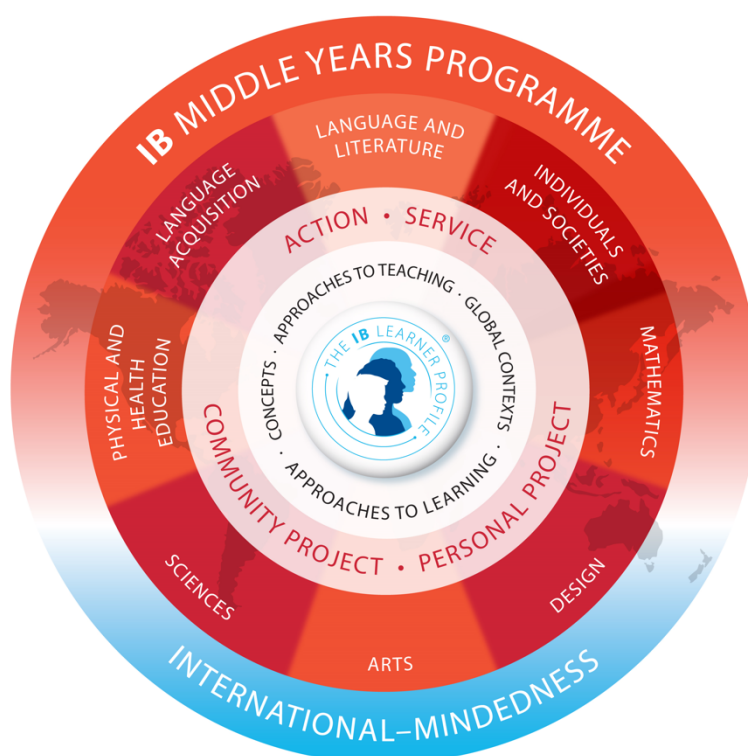 IB MIDDLE YEARS PROGRAMME
LANGUAGE AND
LITERATURE
INDIVIDUALS
AND SOCIETIES
MATHEMATICS
DESIGN
ARTS
SCIENCES
PHYSICAL AND
HEALTH
EDUCATION
LANGUAGE
ACQUISITION
ACTION • SERVICE
COMMUNITY PROJECT • PERSONAL PROJECT
APPROACHES TO TEACHING · GLOBAL CONTEXTS · APPROACHES TO LEARNING · CONCEPTS ·
• THE IB LEARNER PROFILE •
®
INTERNATIONAL–MINDEDNESS